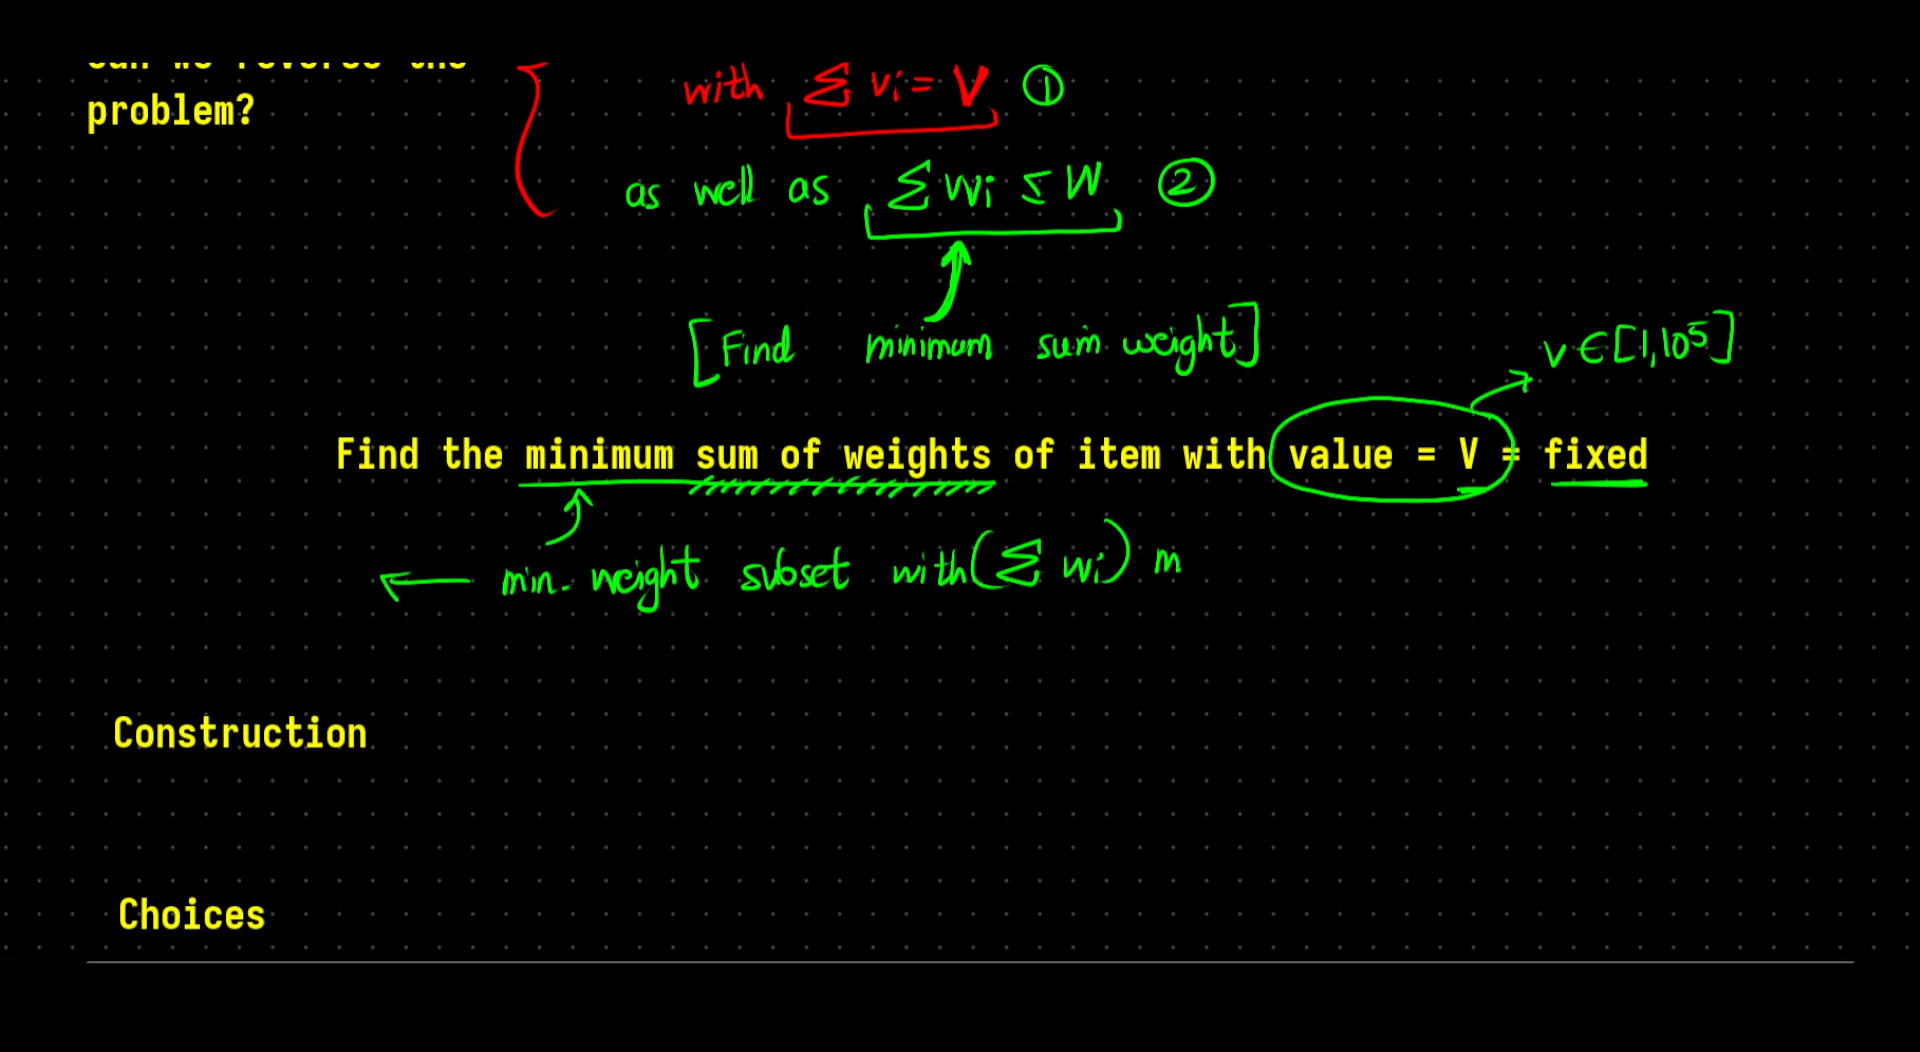 problem?
with Σ vi = V ①
as well as Σ wi ≤ W ②
[Find minimum sum weight]
v ∈ [1,10⁵]
Find the minimum sum of weights of item with value = V = fixed
← min. weight subset with (Σ wi) m
Construction
Choices